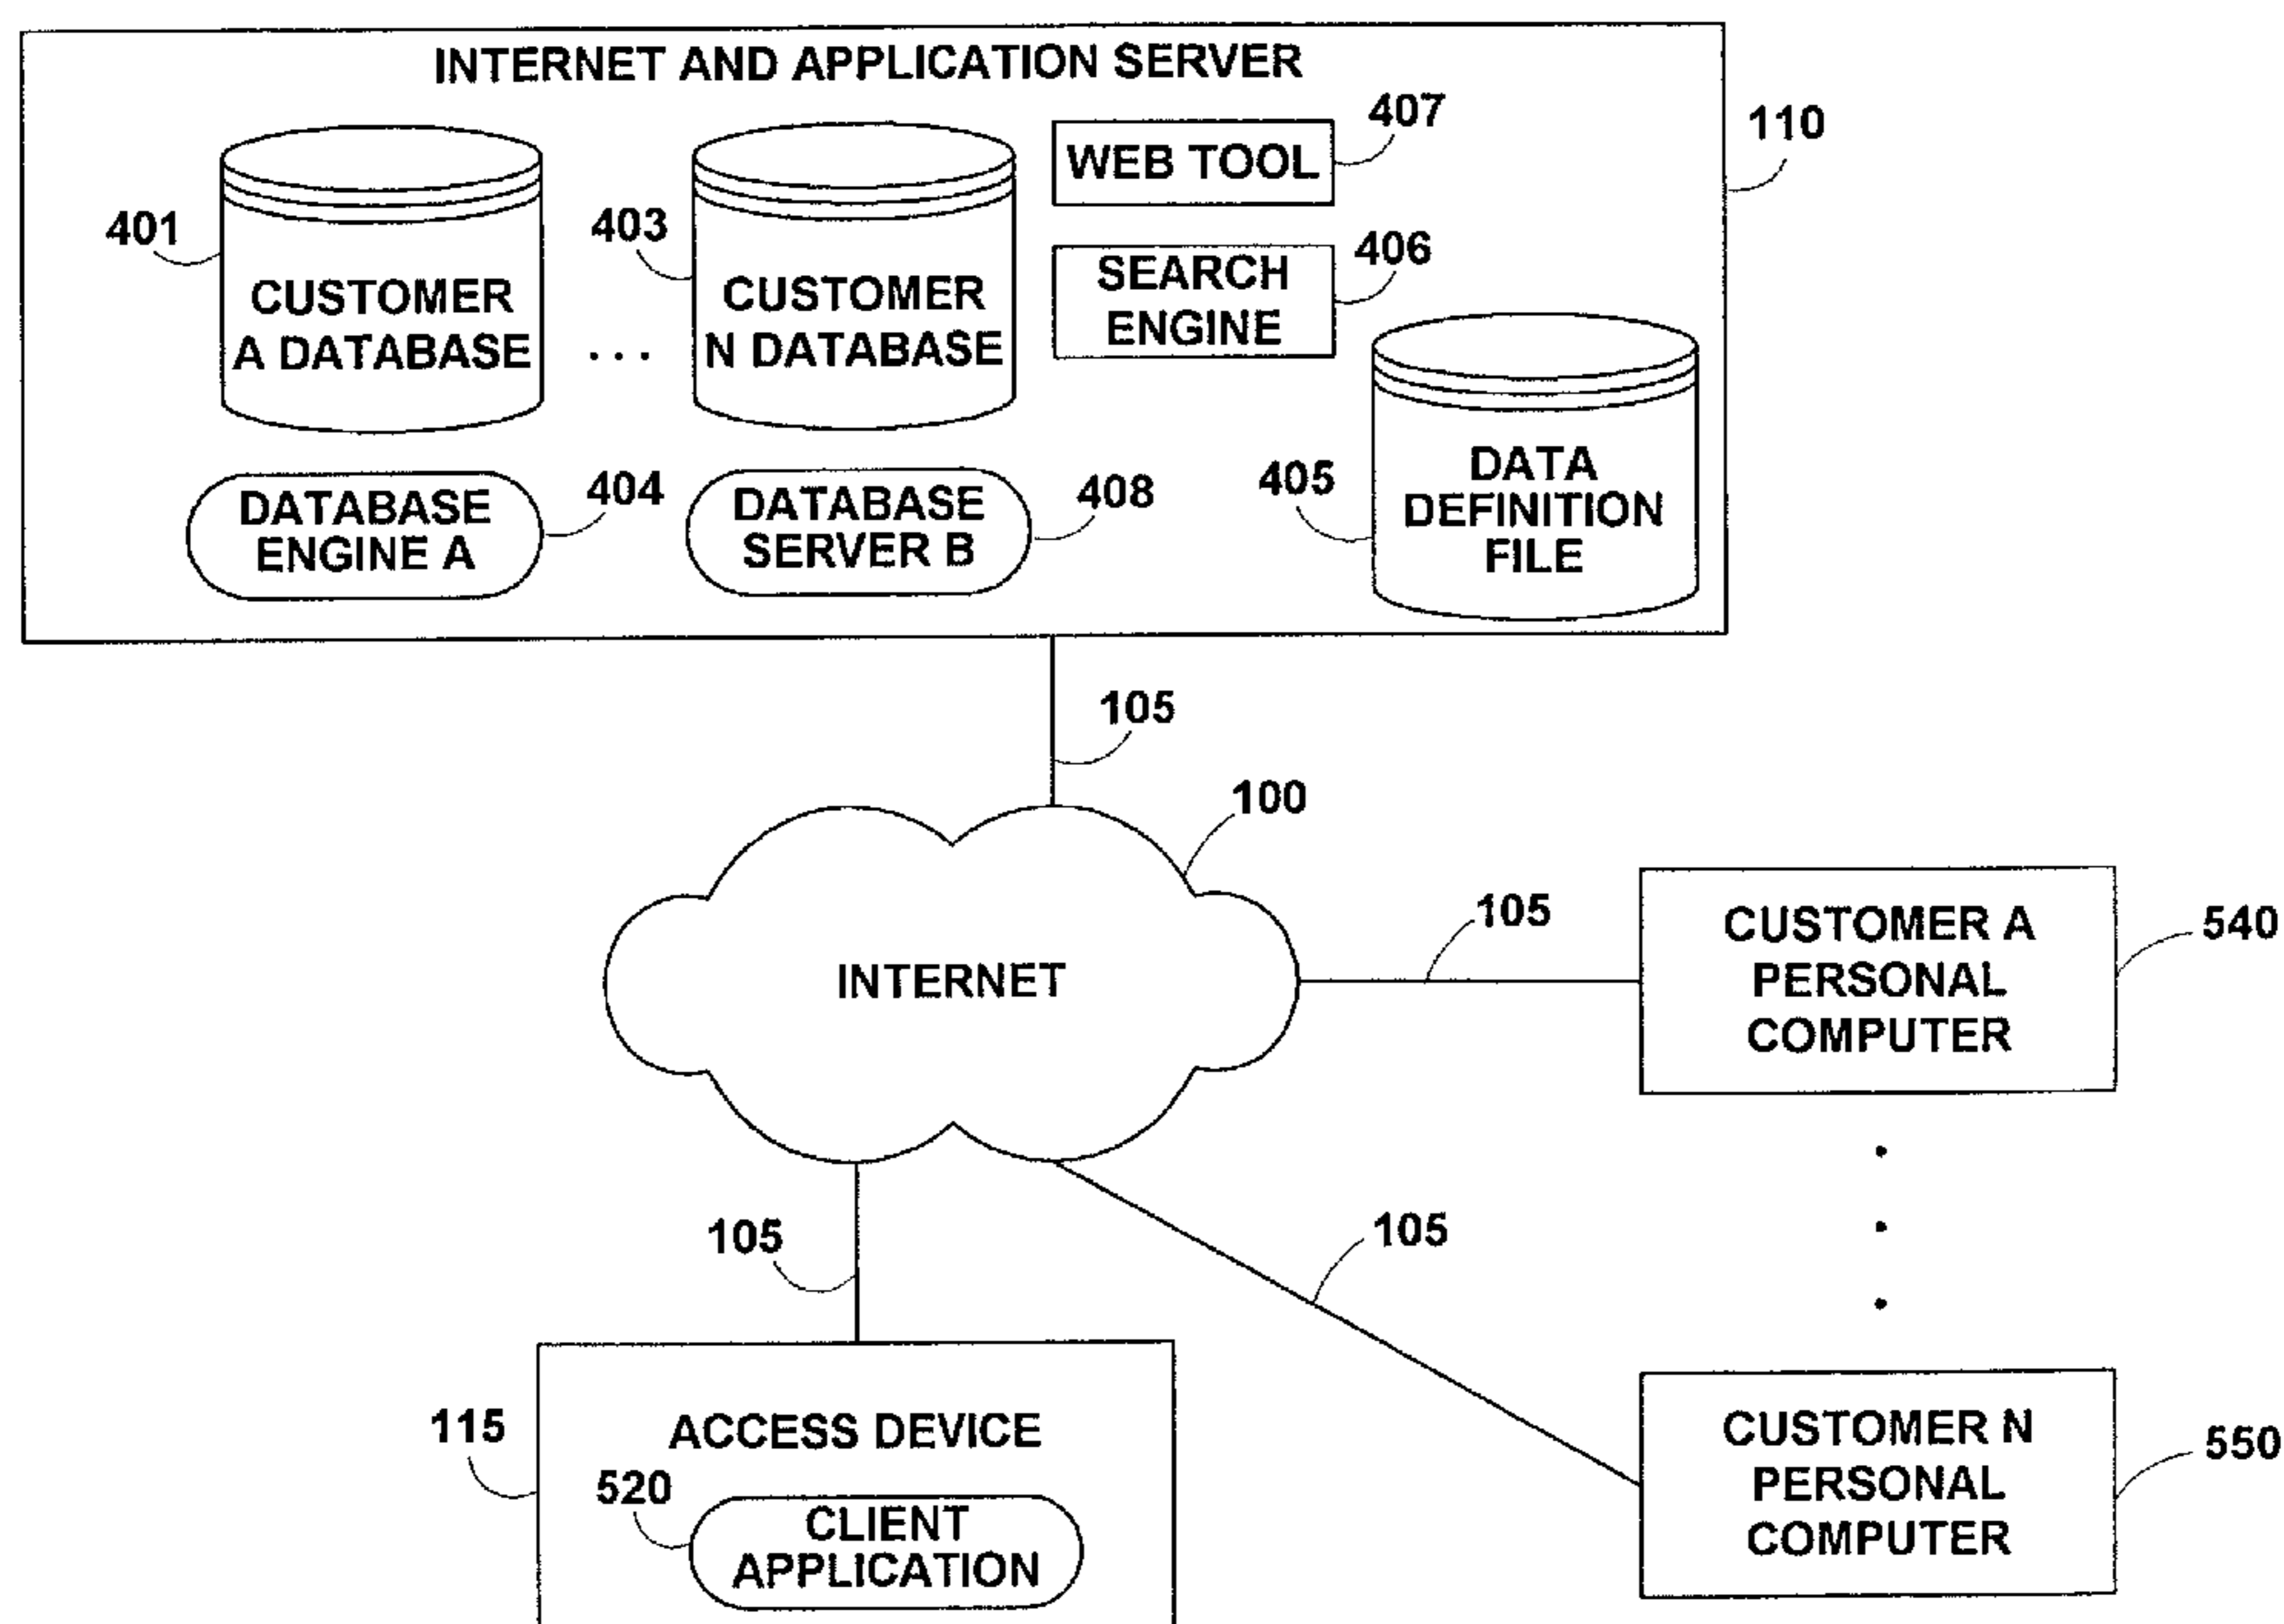 INTERNET AND APPLICATION SERVER
407
110
WEB TOOL
401
403
406
CUSTOMER
A DATABASE
...
CUSTOMER
N DATABASE
SEARCH
ENGINE
DATABASE
ENGINE A
404
DATABASE
SERVER B
408
405
DATA
DEFINITION
FILE
105
100
INTERNET
105
CUSTOMER A
PERSONAL
COMPUTER
540
105
105
115
ACCESS DEVICE
520
CLIENT
APPLICATION
CUSTOMER N
PERSONAL
COMPUTER
550